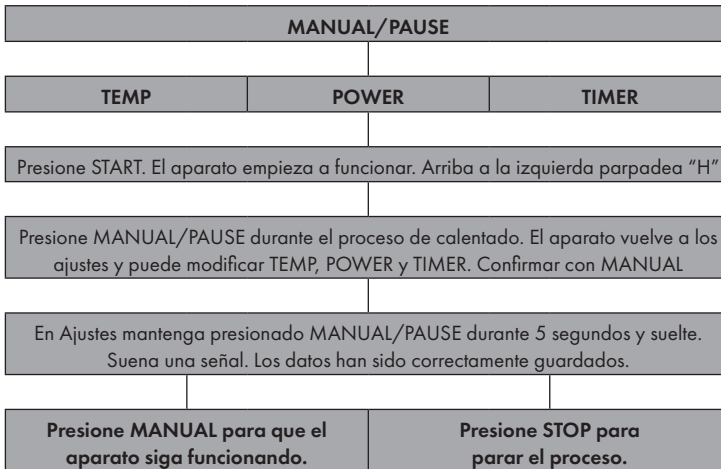 MANUAL/PAUSE
TEMP POWER TIMER
Presione START. El aparato empieza a funcionar. Arriba a la izquierda parpadea “H”
Presione MANUAL/PAUSE durante el proceso de calentado. El aparato vuelve a los
ajustes y puede modificar TEMP, POWER y TIMER. Confirmar con MANUAL
En Ajustes mantenga presionado MANUAL/PAUSE durante 5 segundos y suelte.
Suena una señal. Los datos han sido correctamente guardados.
Presione MANUAL para que el
aparato siga funcionando.
Presione STOP para
parar el proceso.